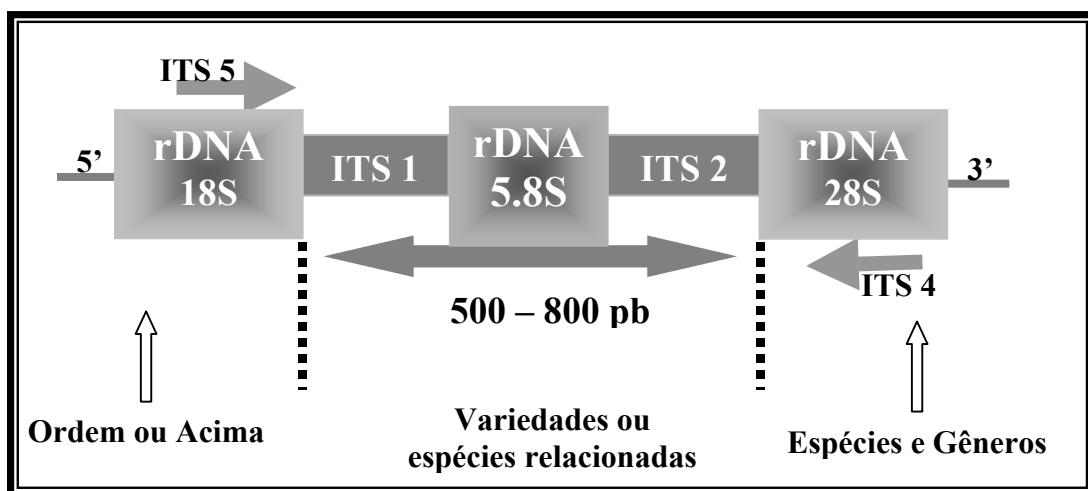 ITS 5
5’
rDNA
18S
ITS 1
rDNA
5.8S
ITS 2
rDNA
28S
3’
ITS 4
500 – 800 pb
Ordem ou Acima
Variedades ou
espécies relacionadas
Espécies e Gêneros